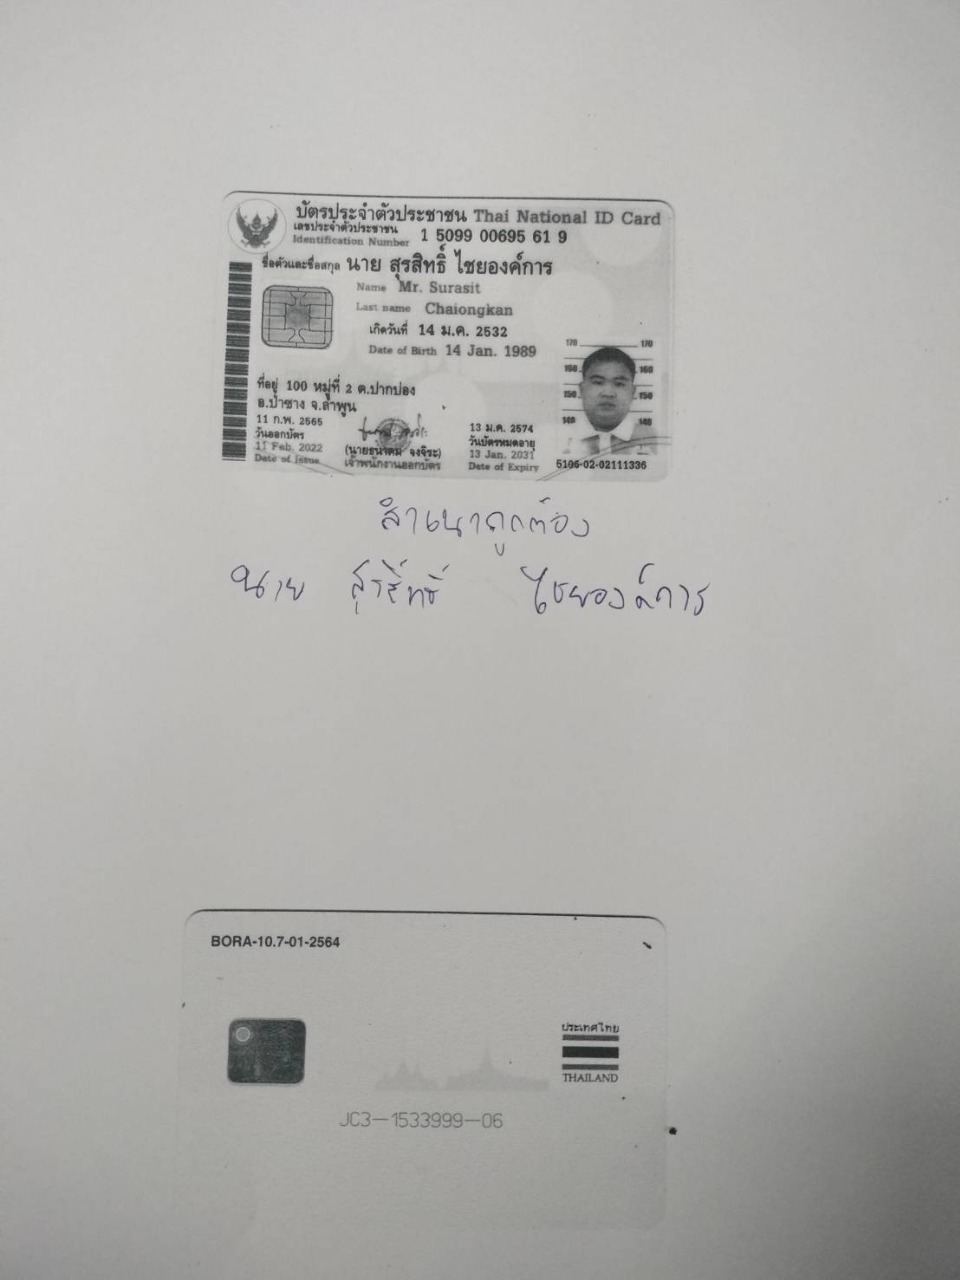 บัตรประจำตัวประชาชน Thai National ID Card
เลขประจำตัวประชาชน
Identification Number 1 5099 00695 61 9
ชื่อตัวและชื่อสกุล นาย สุรสิทธิ์ ไชยองค์การ
Name Mr. Surasit
Last name Chaiongkan
เกิดวันที่ 14 ม.ค. 2532
Date of Birth 14 Jan. 1989
ที่อยู่ 100 หมู่ที่ 2 ต.ปากบ่อง
อ.ป่าซาง จ.ลำพูน
11 ก.พ. 2565
วันออกบัตร
11 Feb. 2022
Date of Issue
เจ้าพนักงานออกบัตร
13 ม.ค. 2574
วันบัตรหมดอายุ
13 Jan. 2031
Date of Expiry
170 170
160 160
150 150
140 140
5106-02-02111336
สำเนาถูกต้อง
นาย สุรสิทธิ์ ไชยองค์การ
BORA-10.7-01-2564
ประเทศไทย
THAILAND
JC3-1533999-06